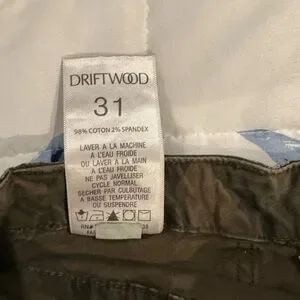 DRIFTWOOD
31
98% COTON 2% SPANDEX
LAVER À LA MACHINE
A L'EAU FROIDE
OU LAVER À LA MAIN
A L'EAU FROIDE
NE PAS JAVELLISER
CYCLE NORMAL
SECHER PAR CULBUTAGE
A BASSE TEMPERATURE
OU SUSPENDRE
RN#